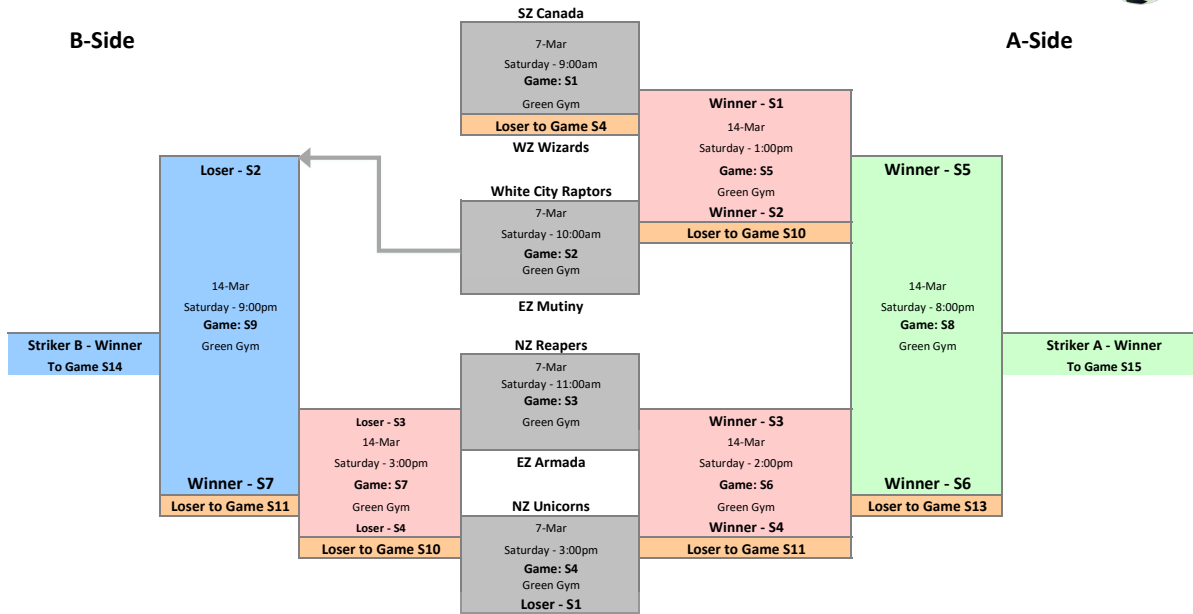 B-Side
A-Side
SZ Canada
7-Mar
Saturday - 9:00am
Game: S1
Green Gym
Loser to Game S4
WZ Wizards
White City Raptors
7-Mar
Saturday - 10:00am
Game: S2
Green Gym
EZ Mutiny
NZ Reapers
7-Mar
Saturday - 11:00am
Game: S3
Green Gym
EZ Armada
NZ Unicorns
7-Mar
Saturday - 3:00pm
Game: S4
Green Gym
Loser - S1
Winner - S1
14-Mar
Saturday - 1:00pm
Game: S5
Green Gym
Winner - S2
Loser to Game S10
Winner - S3
14-Mar
Saturday - 2:00pm
Game: S6
Green Gym
Winner - S4
Loser to Game S11
Winner - S5
14-Mar
Saturday - 8:00pm
Game: S8
Green Gym
Winner - S6
Loser to Game S13
Striker A - Winner
To Game S15
Loser - S3
14-Mar
Saturday - 3:00pm
Game: S7
Green Gym
Loser - S4
Loser to Game S10
Loser - S2
14-Mar
Saturday - 9:00pm
Game: S9
Green Gym
Winner - S7
Loser to Game S11
Striker B - Winner
To Game S14